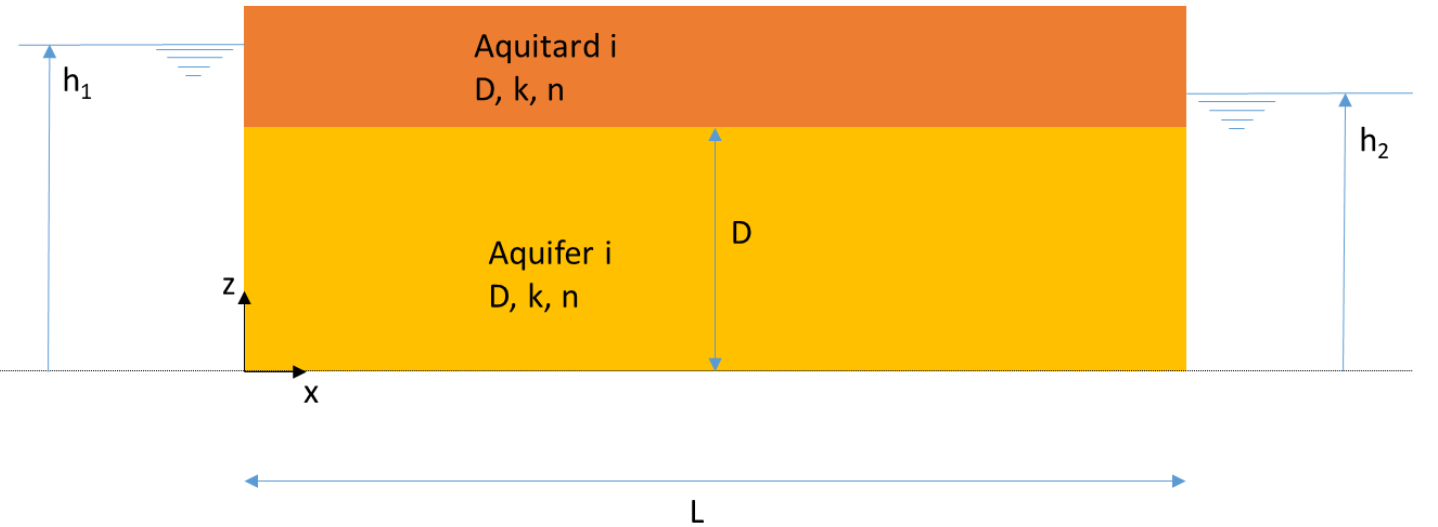 Aquitard i
D, k, n
h₁
h₂
D
Aquifer i
D, k, n
z
x
L